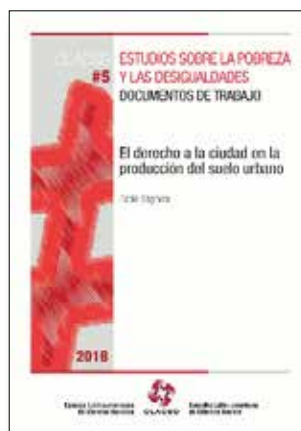 CLACSO
#5
ESTUDIOS SOBRE LA POBREZA
Y LAS DESIGUALDADES
DOCUMENTOS DE TRABAJO
El derecho a la ciudad en la
producción del suelo urbano
2018
CLACSO